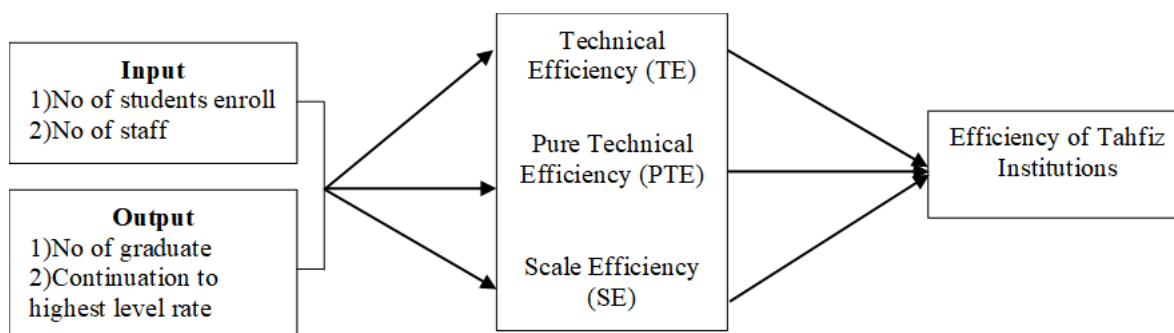 Input
1)No of students enroll
2)No of staff
Output
1)No of graduate
2)Continuation to
highest level rate
Technical
Efficiency (TE)
Pure Technical
Efficiency (PTE)
Scale Efficiency
(SE)
Efficiency of Tahfiz
Institutions